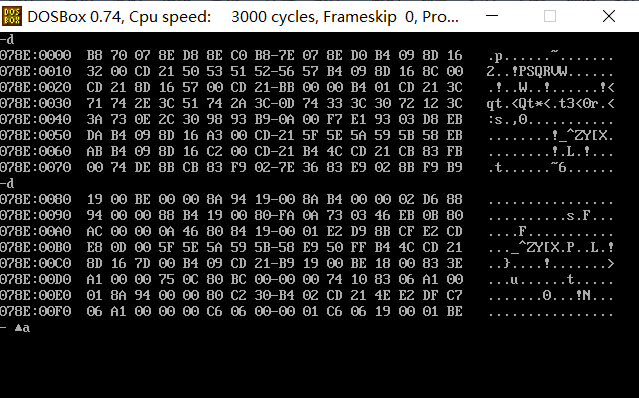 DOSBox 0.74, Cpu speed: 3000 cycles, Frameskip 0, Pro...
-d
078E:0000 B8 70 07 8E D8 8E C0 B8-7E 07 8E D0 B4 09 8D 16 .p......~.......
078E:0010 32 00 CD 21 50 53 51 52-56 57 B4 09 8D 16 8C 00 2..!PSQRVW......
078E:0020 CD 21 8D 16 57 00 CD 21-BB 00 00 B4 01 CD 21 3C .!..W..!......!<
078E:0030 71 74 2E 3C 51 74 2A 3C-0D 74 33 3C 30 72 12 3C qt.<Qt*<.t3<0r.<
078E:0040 3A 73 0E 2C 30 98 93 B9-0A 00 F7 E1 93 03 D8 EB :s.,0...........
078E:0050 DA B4 09 8D 16 A3 00 CD-21 5F 5E 5A 59 5B 58 EB ........!_^ZY[X.
078E:0060 AB B4 09 8D 16 C2 00 CD-21 B4 4C CD 21 CB 83 FB ........!.L.!...
078E:0070 00 74 DE 8B CB 83 F9 02-7E 36 83 E9 02 8B F9 B9 .t......~6......
-d
078E:0080 19 00 BE 00 00 8A 94 19-00 8A B4 00 00 02 D6 88 ................
078E:0090 94 00 00 88 B4 19 00 80-FA 0A 73 03 46 EB 0B 80 ..........s.F...
078E:00A0 AC 00 00 0A 46 80 84 19-00 01 E2 D9 8B CF E2 CD ....F...........
078E:00B0 E8 0D 00 5F 5E 5A 59 5B-58 E9 50 FF B4 4C CD 21 ..._^ZY[X.P..L.!
078E:00C0 8D 16 7D 00 B4 09 CD 21-B9 19 00 BE 18 00 83 3E ..}....!.......>
078E:00D0 A1 00 00 75 0C 80 BC 00-00 00 74 10 83 06 A1 00 ...u......t.....
078E:00E0 01 8A 94 00 00 80 C2 30-B4 02 CD 21 4E E2 DF C7 .......0...!N...
078E:00F0 06 A1 00 00 00 C6 06 00-00 01 C6 06 19 00 01 BE ................
- ▲a